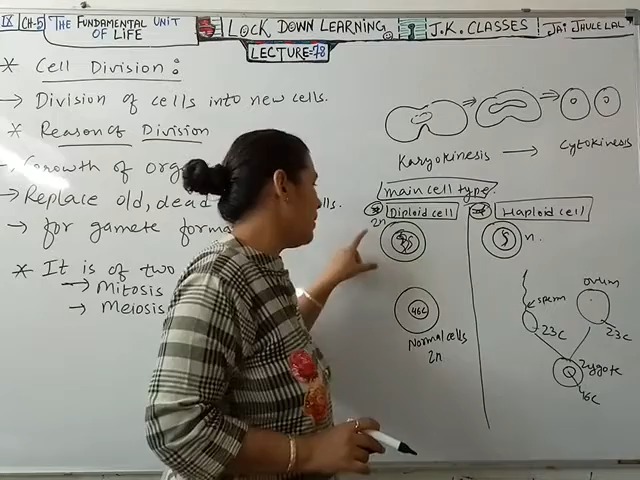 IX CH-5 THE FUNDAMENTAL UNIT OF LIFE
LOCK DOWN LEARNING
J.K. CLASSES
JAI JHULELAL
LECTURE-78
* Cell Division:
→ Division of cells into new cells.
* Reason of Division
→ Growth of
→ Replace old, dead
→ for gamete
* It is of two
→ Mitosis
→ Meiosis
Karyokinesis → Cytokinesis
main cell type.
* Diploid cell
2n
* Haploid cell
n.
46C
Normal cells
2n
sperm
23C
ovum
23C
Zygote
46C